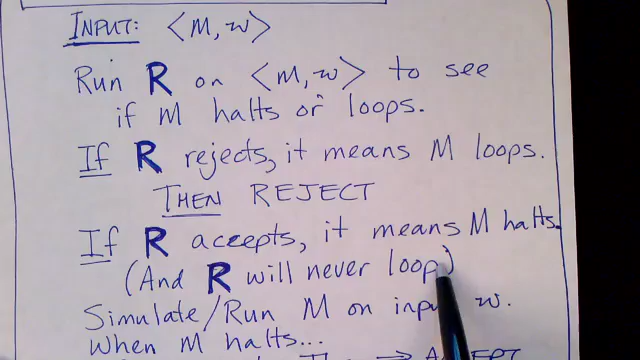 INPUT: <M, w>
Run R on <M, w> to see
if M halts or loops.
If R rejects, it means M loops.
THEN REJECT
If R accepts, it means M halts.
(And R will never loop)
Simulate/Run M on input w.
When M halts...
ACCEPT